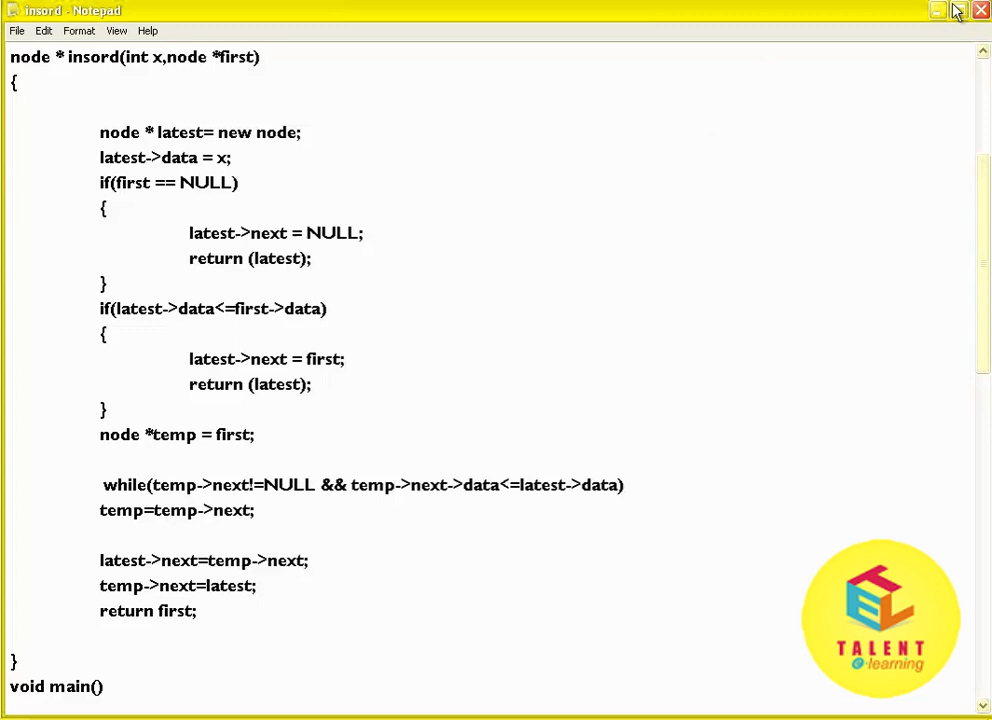 insord - Notepad
File Edit Format View Help
node * insord(int x,node *first)
{
node * latest= new node;
latest->data = x;
if(first == NULL)
{
latest->next = NULL;
return (latest);
}
if(latest->data<=first->data)
{
latest->next = first;
return (latest);
}
node *temp = first;
while(temp->next!=NULL && temp->next->data<=latest->data)
temp=temp->next;
latest->next=temp->next;
temp->next=latest;
return first;
}
void main()
TEL
TALENT
e-learning